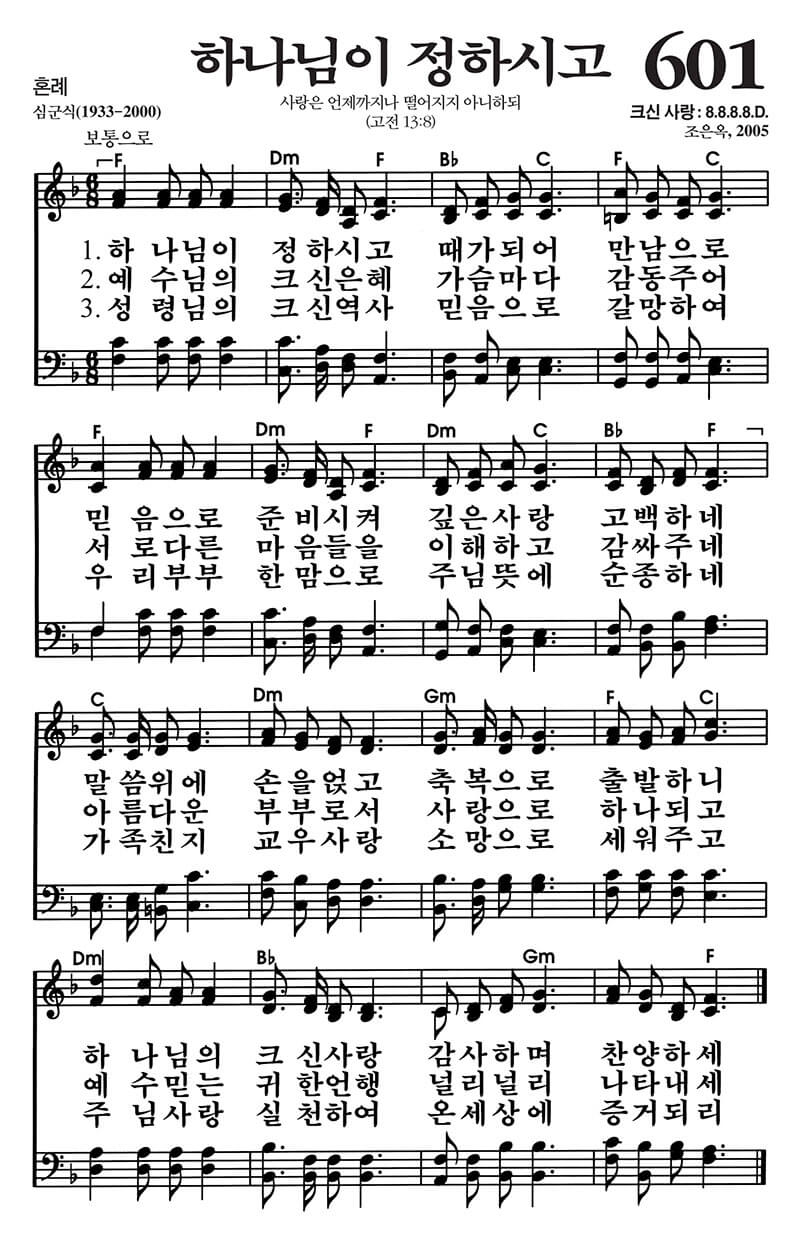 하나님이 정하시고 601
혼례
사랑은 언제까지나 떨어지지 아니하되
심군식(1933-2000)
크신 사랑: 8.8.8.8.D.
(고전 13:8)
보통으로
조은옥, 2005
F Dm F B♭ C F C
1. 하 나님이 정하시고 때가되어 만남으로
2. 예 수님의 크신은혜 가슴마다 감동주어
3. 성 령님의 크신역사 믿음으로 갈망하여
F Dm F Dm C B♭ F
믿 음으로 준비시켜 깊은사랑 고백하네
서 로다른 마음들을 이해하고 감싸주네
우 리부부 한맘으로 주님뜻에 순종하네
C Dm Gm F C
말씀위에 손을얹고 축복으로 출발하니
아름다운 부부로서 사랑으로 하나되고
가족친지 교우사랑 소망으로 세워주고
Dm B♭ Gm F
하 나님의 크신사랑 감사하며 찬양하세
예 수믿는 귀한언행 널리널리 나타내세
주 님사랑 실천하여 온세상에 증거되리